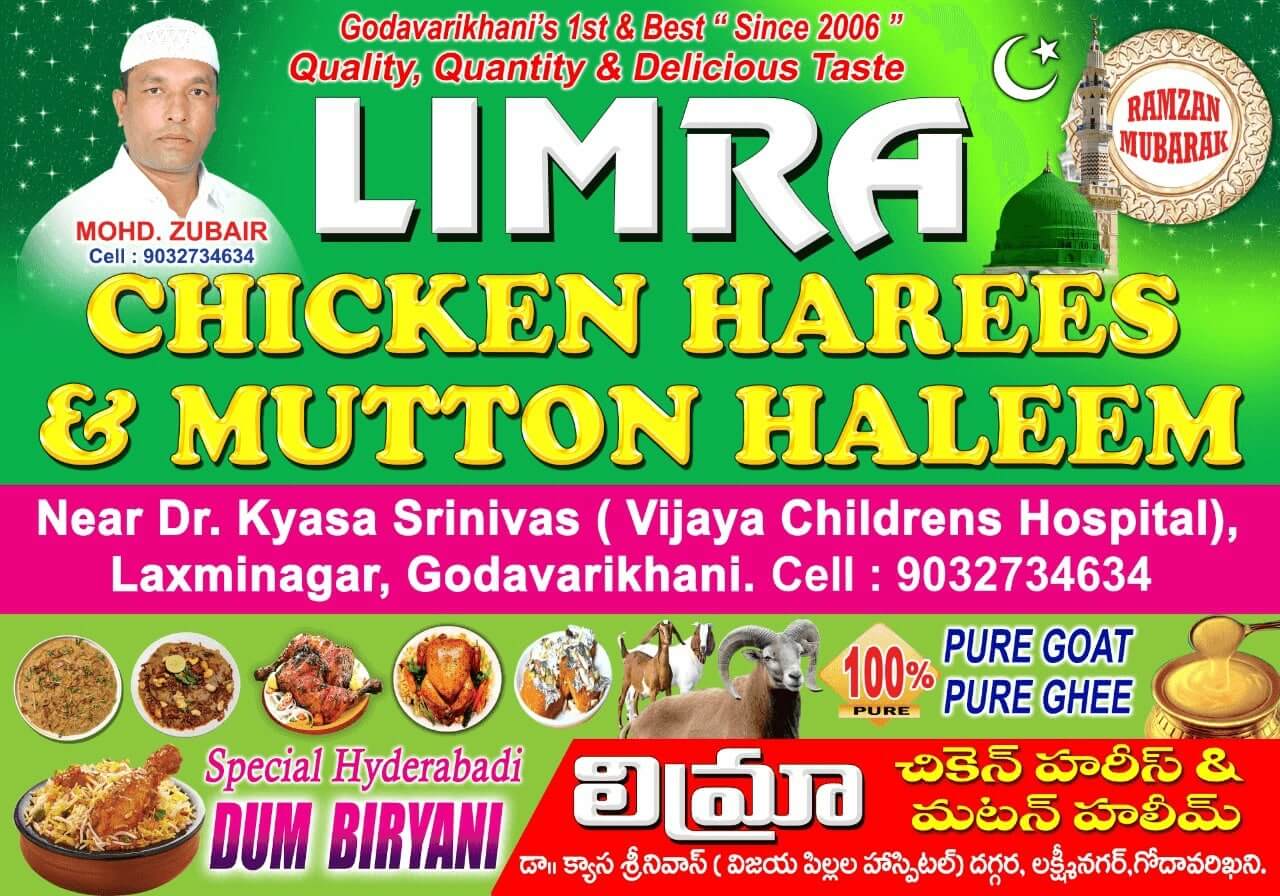 Godavarikhani's 1st & Best " Since 2006 "
Quality, Quantity & Delicious Taste
LIMRA
RAMZAN
MUBARAK
MOHD. ZUBAIR
Cell : 9032734634
CHICKEN HAREES
& MUTTON HALEEM
Near Dr. Kyasa Srinivas ( Vijaya Childrens Hospital),
Laxminagar, Godavarikhani. Cell : 9032734634
100%
PURE
PURE GOAT
PURE GHEE
Special Hyderabadi
DUM BIRYANI
లిమ్రా
చికెన్ హరీస్ &
మటన్ హలీమ్
డా॥ క్యాస శ్రీనివాస్ ( విజయ పిల్లల హాస్పిటల్) దగ్గర, లక్ష్మీనగర్,గోదావరిఖని.